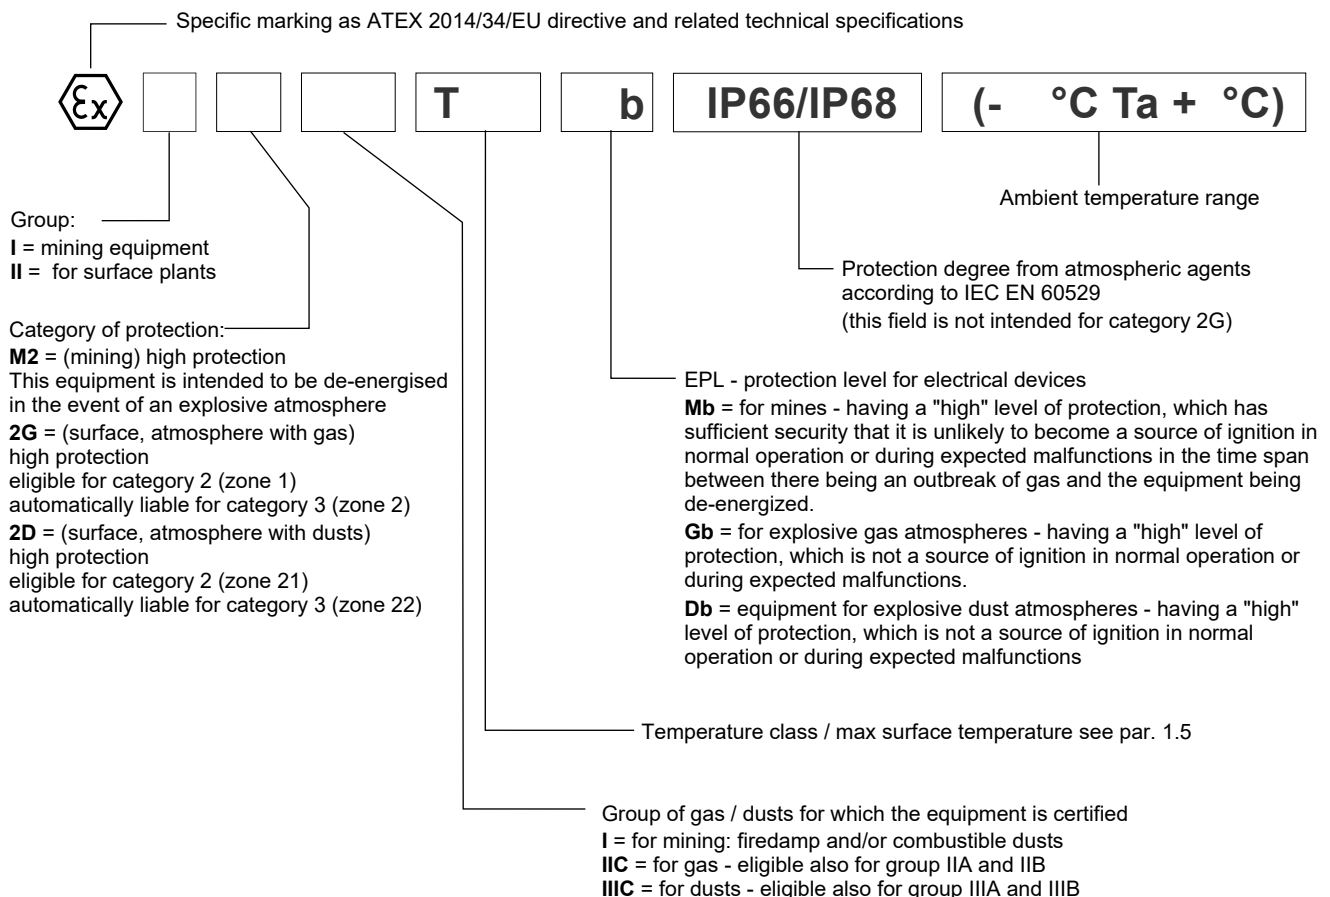 Specific marking as ATEX 2014/34/EU directive and related technical specifications
Ex T b IP66/IP68 (- °C Ta + °C)
Ambient temperature range
Group:
I = mining equipment
II = for surface plants
Protection degree from atmospheric agents
according to IEC EN 60529
(this field is not intended for category 2G)
Category of protection:
M2 = (mining) high protection
This equipment is intended to be de-energised
in the event of an explosive atmosphere
2G = (surface, atmosphere with gas)
high protection
eligible for category 2 (zone 1)
automatically liable for category 3 (zone 2)
2D = (surface, atmosphere with dusts)
high protection
eligible for category 2 (zone 21)
automatically liable for category 3 (zone 22)
EPL - protection level for electrical devices
Mb = for mines - having a "high" level of protection, which has
sufficient security that it is unlikely to become a source of ignition in
normal operation or during expected malfunctions in the time span
between there being an outbreak of gas and the equipment being
de-energized.
Gb = for explosive gas atmospheres - having a "high" level of
protection, which is not a source of ignition in normal operation or
during expected malfunctions.
Db = equipment for explosive dust atmospheres - having a "high"
level of protection, which is not a source of ignition in normal
operation or during expected malfunctions
Temperature class / max surface temperature see par. 1.5
Group of gas / dusts for which the equipment is certified
I = for mining: firedamp and/or combustible dusts
IIC = for gas - eligible also for group IIA and IIB
IIIC = for dusts - eligible also for group IIIA and IIIB